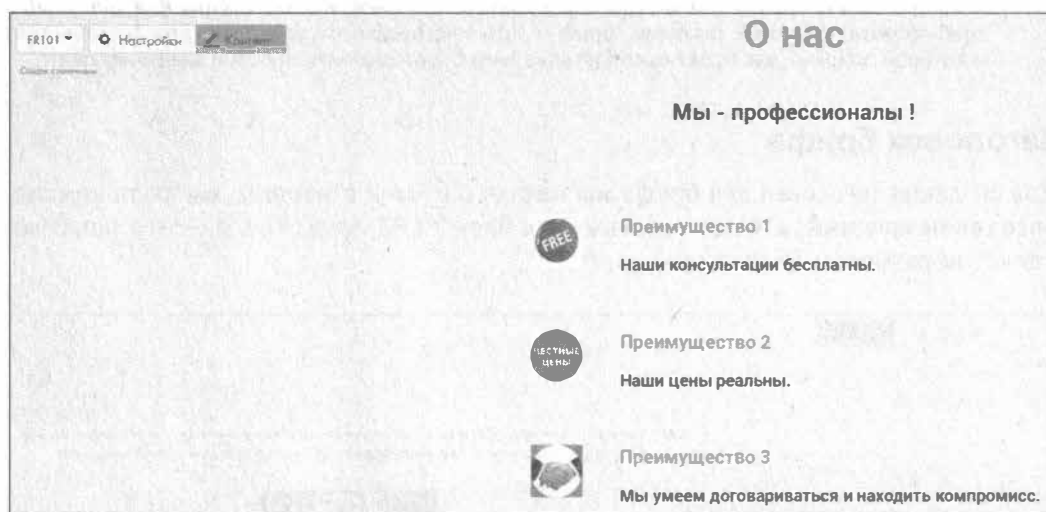 О нас
FR101 Настройки Контент
Мы - профессионалы !
FREE
Преимущество 1
Наши консультации бесплатны.
ЧЕСТНЫЕ
ЦЕНЫ
Преимущество 2
Наши цены реальны.
Преимущество 3
Мы умеем договариваться и находить компромисс.